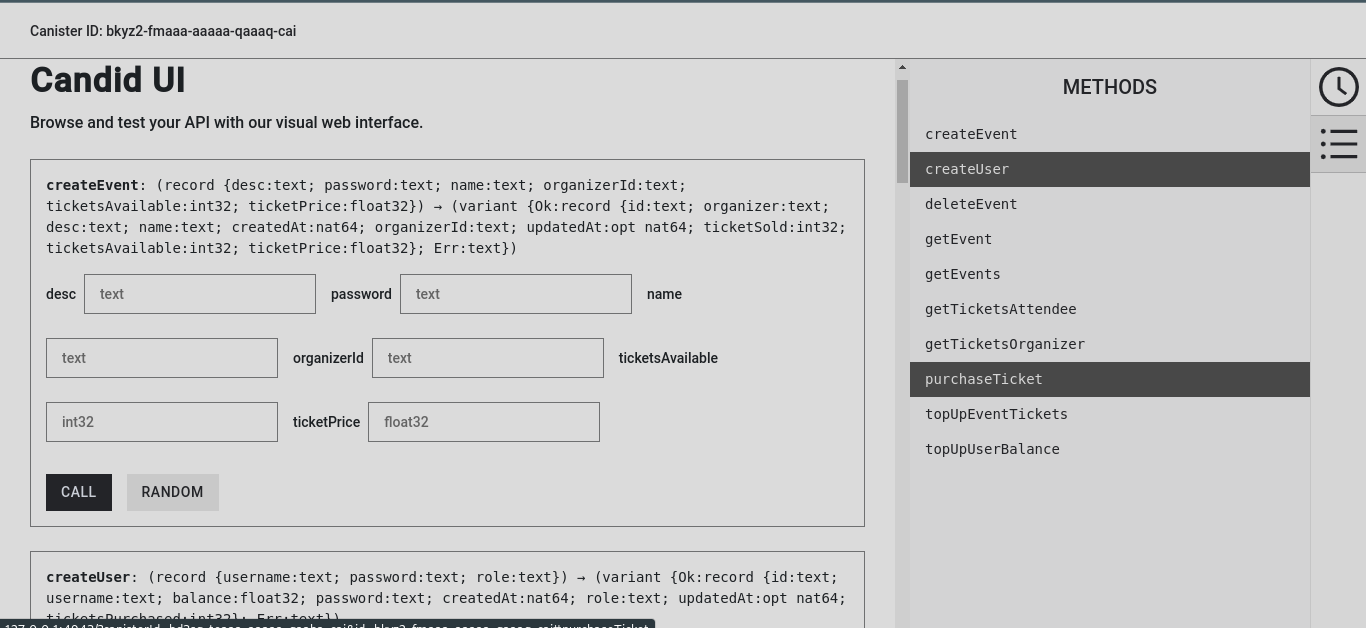 Canister ID: bkyz2-fmaaa-aaaaa-qaaaq-cai
Candid UI
Browse and test your API with our visual web interface.
createEvent: (record {desc:text; password:text; name:text; organizerId:text;
ticketsAvailable:int32; ticketPrice:float32}) → (variant {Ok:record {id:text; organizer:text;
desc:text; name:text; createdAt:nat64; organizerId:text; updatedAt:opt nat64; ticketSold:int32;
ticketsAvailable:int32; ticketPrice:float32}; Err:text})
desc text password text name
text organizerId text ticketsAvailable
int32 ticketPrice float32
CALL RANDOM
createUser: (record {username:text; password:text; role:text}) → (variant {Ok:record {id:text;
username:text; balance:float32; password:text; createdAt:nat64; role:text; updatedAt:opt nat64;
ticketsPurchased:int32}; Err:text})
METHODS
createEvent
createUser
deleteEvent
getEvent
getEvents
getTicketsAttendee
getTicketsOrganizer
purchaseTicket
topUpEventTickets
topUpUserBalance